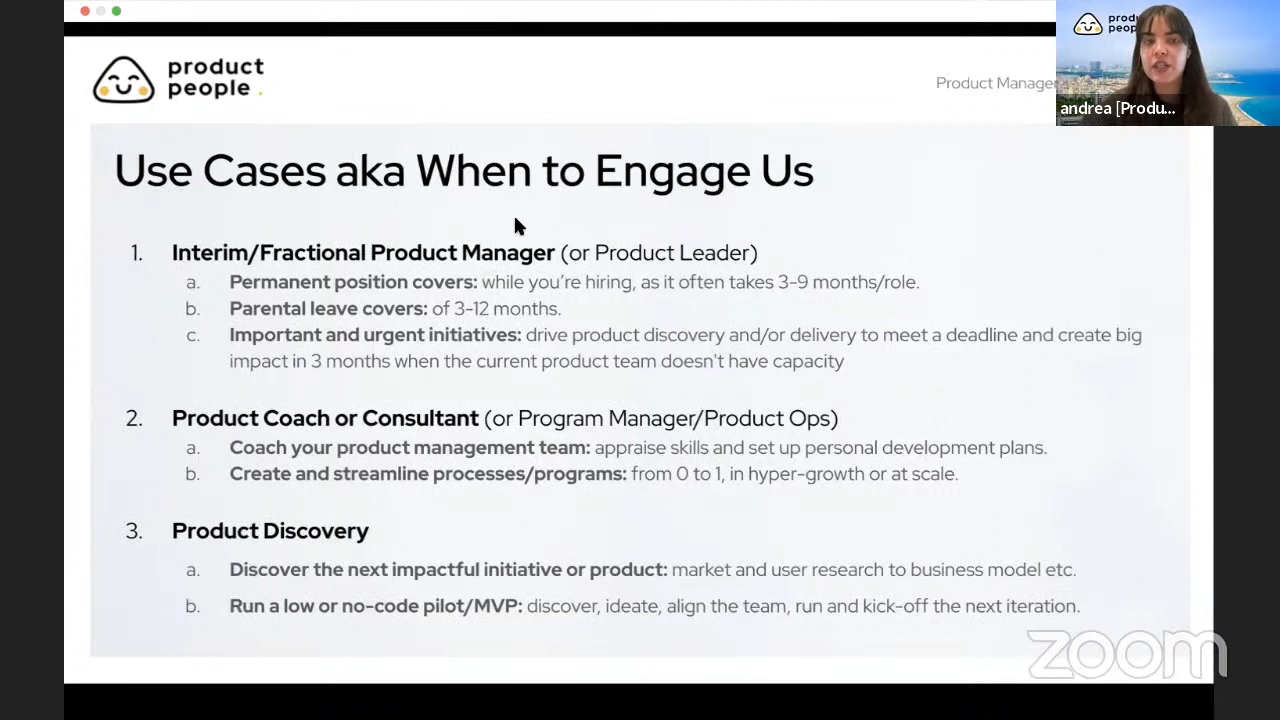 product
people .
Product Manage
produ
peop
andrea [Produ...
Use Cases aka When to Engage Us
1. Interim/Fractional Product Manager (or Product Leader)
a. Permanent position covers: while you're hiring, as it often takes 3-9 months/role.
b. Parental leave covers: of 3-12 months.
c. Important and urgent initiatives: drive product discovery and/or delivery to meet a deadline and create big
impact in 3 months when the current product team doesn't have capacity
2. Product Coach or Consultant (or Program Manager/Product Ops)
a. Coach your product management team: appraise skills and set up personal development plans.
b. Create and streamline processes/programs: from 0 to 1, in hyper-growth or at scale.
3. Product Discovery
a. Discover the next impactful initiative or product: market and user research to business model etc.
b. Run a low or no-code pilot/MVP: discover, ideate, align the team, run and kick-off the next iteration.
zoom